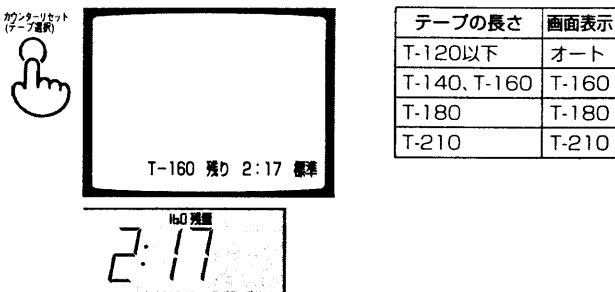 カウンターリセット
(テープ選択)
T-160 残り 2:17 標準
160 残量
2:17
テープの長さ 画面表示
T-120以下 オート
T-140、T-160 T-160
T-180 T-180
T-210 T-210